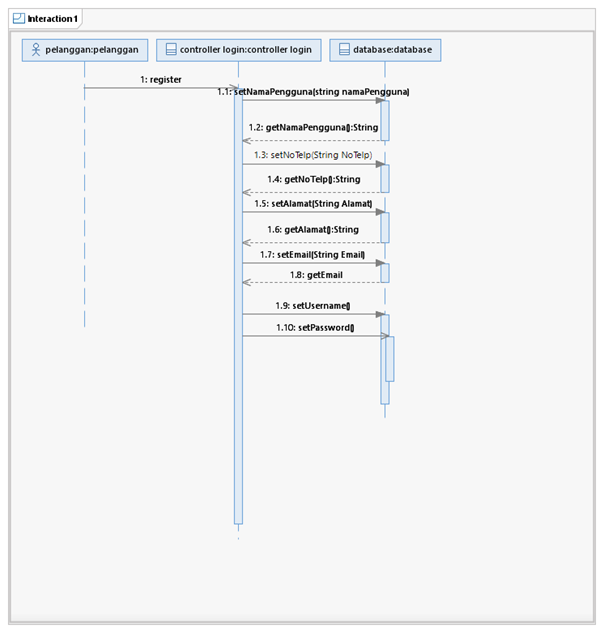 Interaction1
pelanggan:pelanggan
controller login:controller login
database:database
1: register
1.1: setNamaPengguna(string namaPengguna)
1.2: getNamaPengguna():String
1.3: setNoTelp(String NoTelp)
1.4: getNoTelp():String
1.5: setAlamat(String Alamat)
1.6: getAlamat():String
1.7: setEmail(String Email)
1.8: getEmail
1.9: setUsername()
1.10: setPassword()